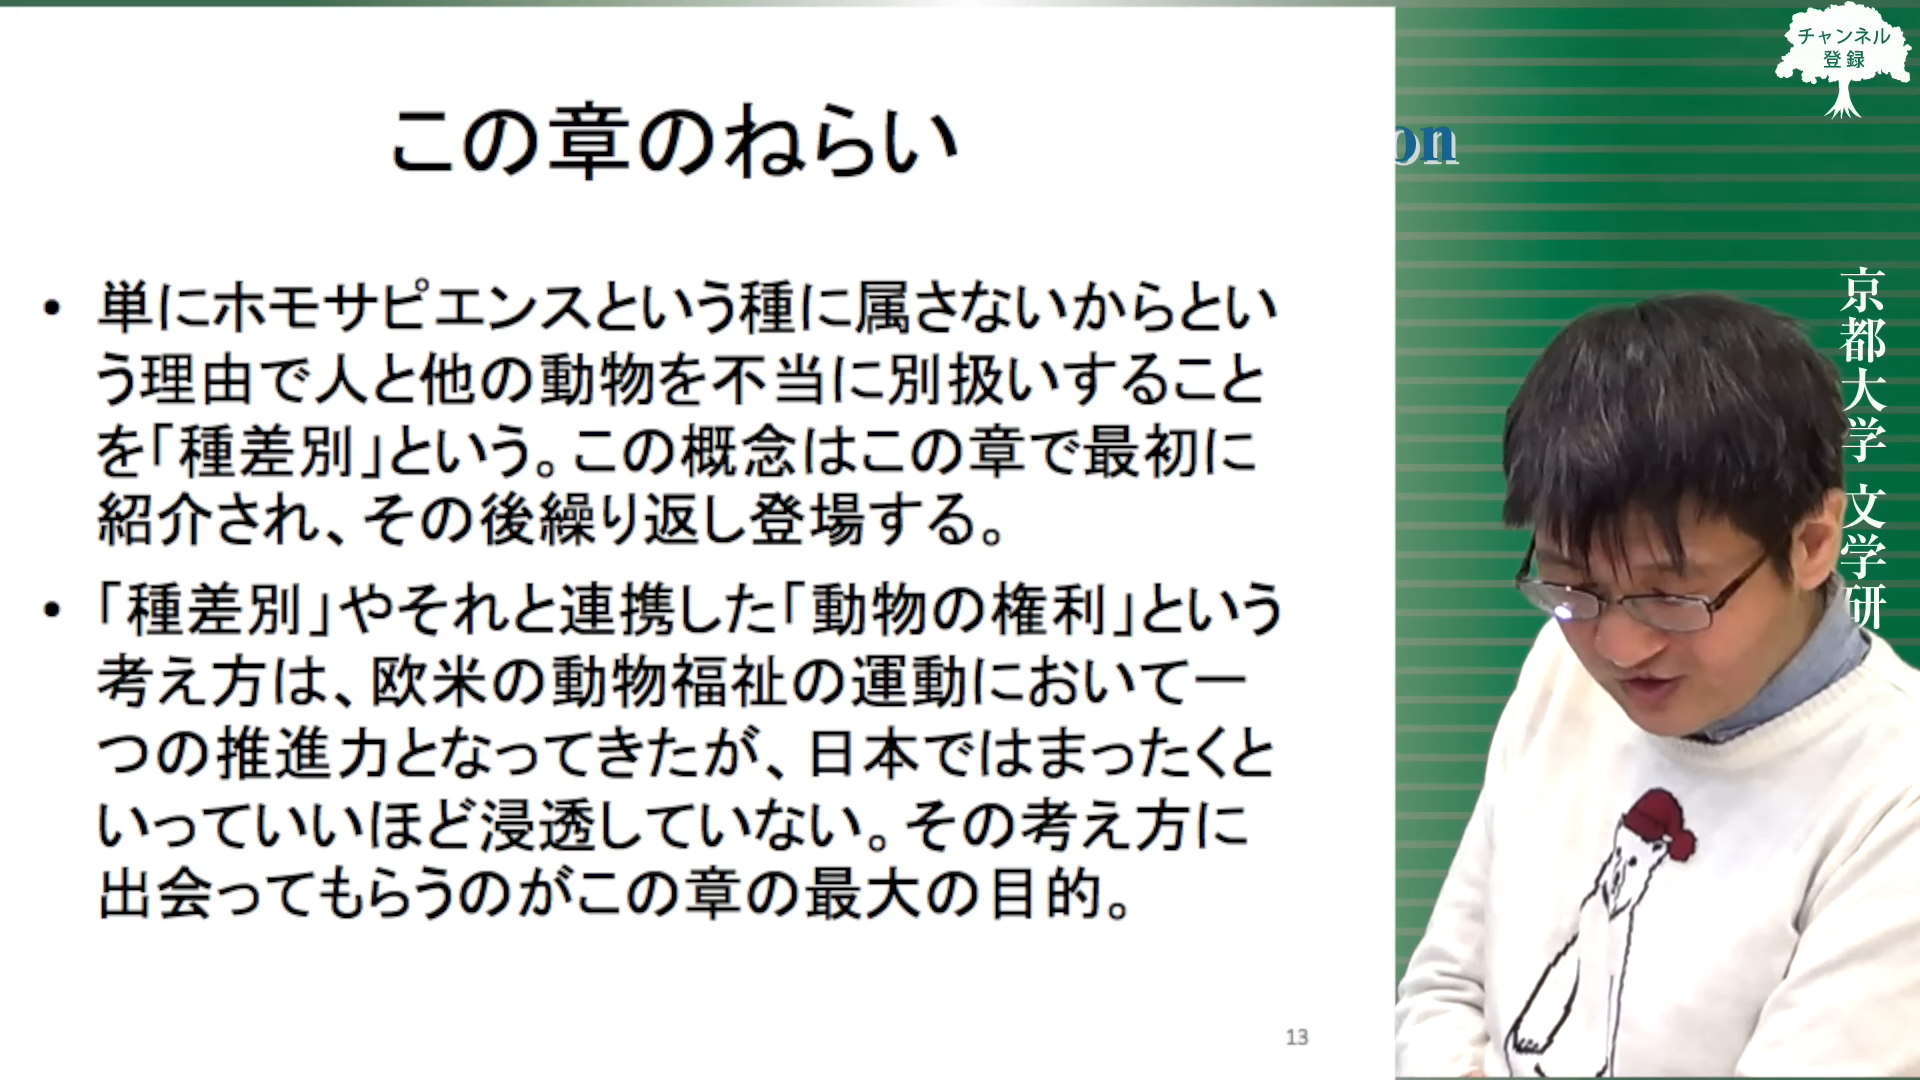 この章のねらい
• 単にホモサピエンスという種に属さないからとい
う理由で人と他の動物を不当に別扱いすること
を「種差別」という。この概念はこの章で最初に
紹介され、その後繰り返し登場する。
• 「種差別」やそれと連携した「動物の権利」という
考え方は、欧米の動物福祉の運動において一
つの推進力となってきたが、日本ではまったくと
いっていいほど浸透していない。その考え方に
出会ってもらうのがこの章の最大の目的。
13
on
チャンネル
登録
京都大学 文学研